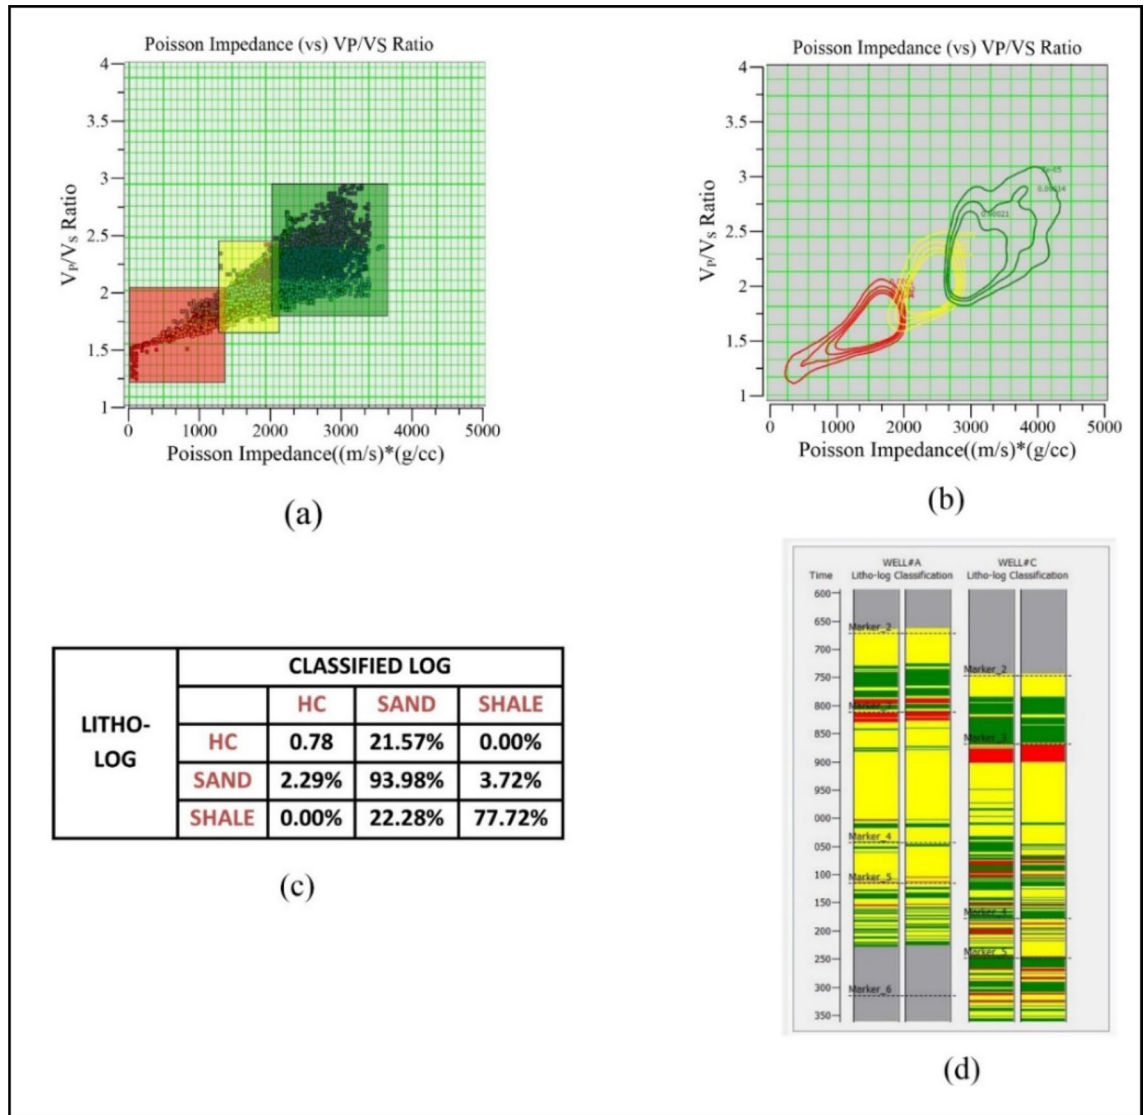 Poisson Impedance (vs) VP/VS Ratio
4
3.5
3
2.5
2
1.5
1
VP/VS Ratio
0 1000 2000 3000 4000 5000
Poisson Impedance((m/s)*(g/cc)
(a)
Poisson Impedance (vs) VP/VS Ratio
4
3.5
3
2.5
2
1.5
1
VP/VS Ratio
0.00014
0.00021
0 1000 2000 3000 4000 5000
Poisson Impedance((m/s)*(g/cc)
(b)
LITHO-
LOG
CLASSIFIED LOG
HC SAND SHALE
HC 0.78 21.57% 0.00%
SAND 2.29% 93.98% 3.72%
SHALE 0.00% 22.28% 77.72%
(c)
WELL#A WELL#C
Time Litho-log Classification Litho-log Classification
600
650
Marker_2
700
Marker_2
750
800
Marker_3
850
Marker_3
900
950
000
Marker_4
050
100
Marker_5
150
Marker_4
200
Marker_5
250
300
Marker_6
350
(d)